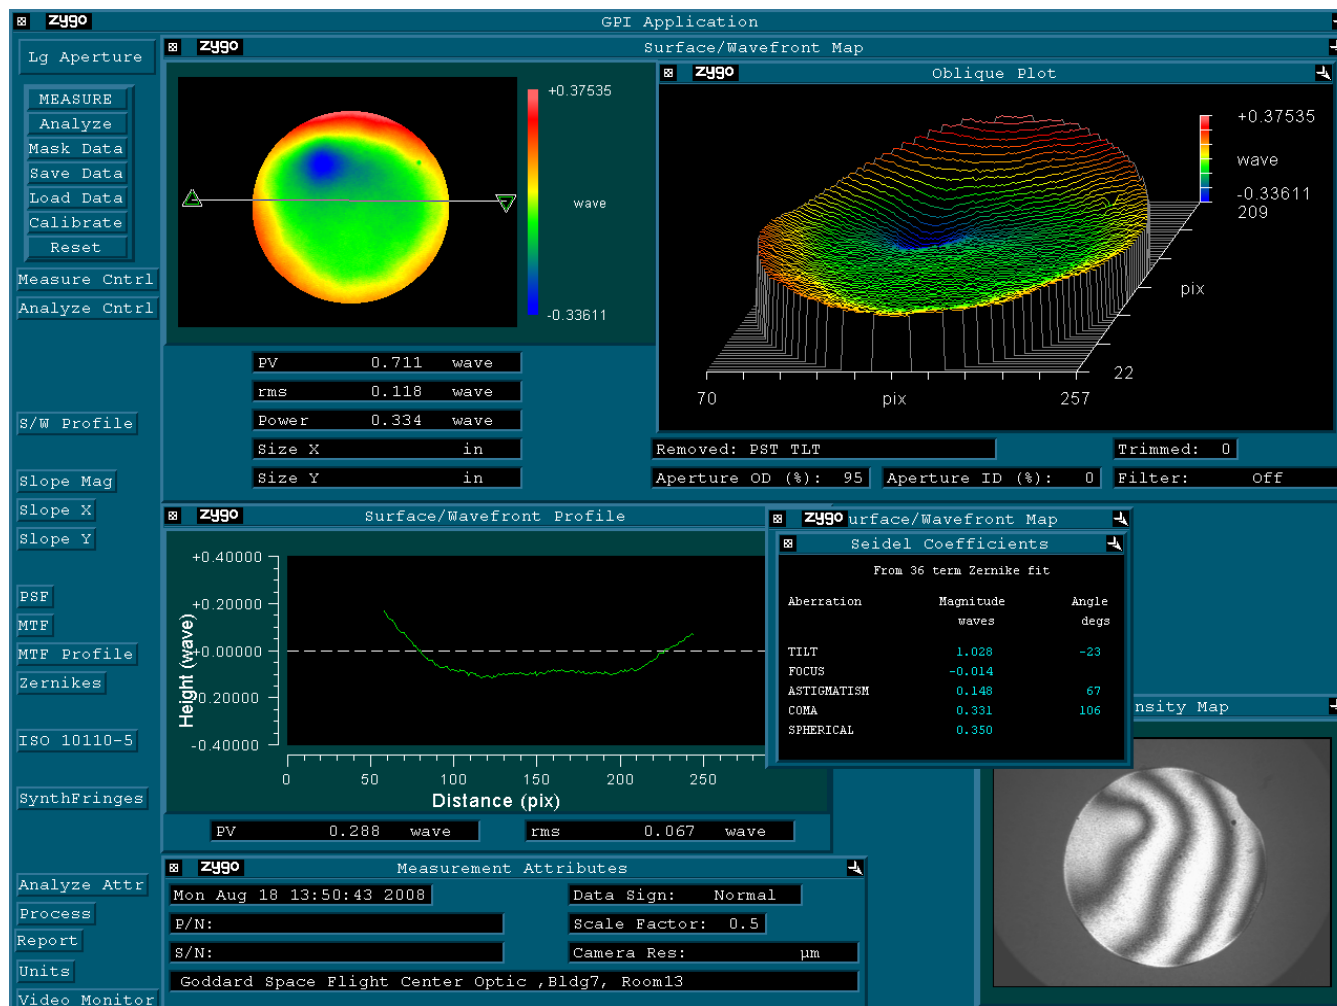 zygo GPI Application
Lg Aperture
MEASURE
Analyze
Mask Data
Save Data
Load Data
Calibrate
Reset
Measure Cntrl
Analyze Cntrl
S/W Profile
Slope Mag
Slope X
Slope Y
PSF
MTF
MTF Profile
Zernikes
ISO 10110-5
SynthFringes
Analyze Attr
Process
Report
Units
Video Monitor
zygo Surface/Wavefront Map
+0.37535
wave
-0.33611
PV 0.711 wave
rms 0.118 wave
Power 0.334 wave
Size X in
Size Y in
zygo Oblique Plot
+0.37535
wave
-0.33611
209
pix
22
70 pix 257
Removed: PST TLT
Trimmed: 0
Aperture OD (%): 95
Aperture ID (%): 0
Filter: Off
zygo Surface/Wavefront Profile
Height (wave)
+0.40000
+0.20000
+0.00000
-0.20000
-0.40000
0 50 100 150 200 250
Distance (pix)
PV 0.288 wave
rms 0.067 wave
zygo urface/Wavefront Map
Seidel Coefficients
From 36 term Zernike fit
Aberration Magnitude Angle
waves degs
TILT 1.028 -23
FOCUS -0.014
ASTIGMATISM 0.148 67
COMA 0.331 106
SPHERICAL 0.350
nsity Map
zygo Measurement Attributes
Mon Aug 18 13:50:43 2008
Data Sign: Normal
P/N:
Scale Factor: 0.5
S/N:
Camera Res: µm
Goddard Space Flight Center Optic ,Bldg7, Room13